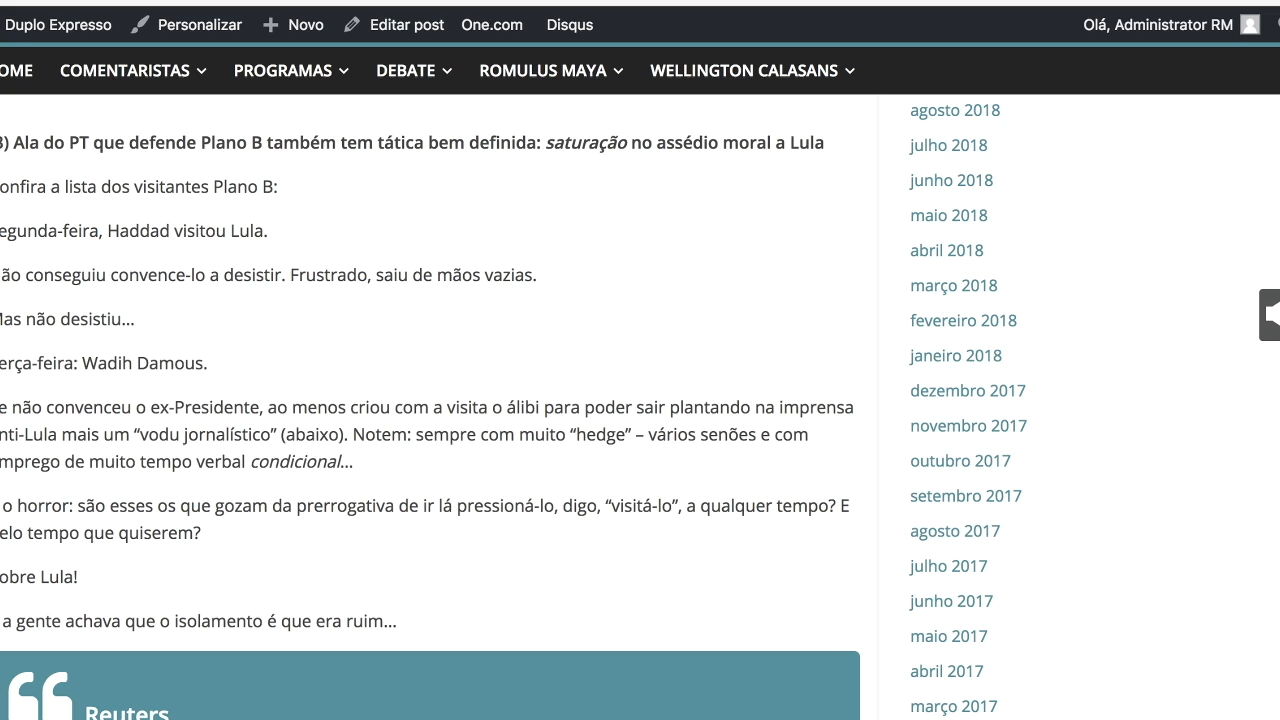 Duplo Expresso Personalizar Novo Editar post One.com Disqus Olá, Administrator RM
OME COMENTARISTAS PROGRAMAS DEBATE ROMULUS MAYA WELLINGTON CALASANS
3) Ala do PT que defende Plano B também tem tática bem definida: saturação no assédio moral a Lula
onfira a lista dos visitantes Plano B:
egunda-feira, Haddad visitou Lula.
ão conseguiu convence-lo a desistir. Frustrado, saiu de mãos vazias.
Mas não desistiu...
erça-feira: Wadih Damous.
e não convenceu o ex-Presidente, ao menos criou com a visita o álibi para poder sair plantando na imprensa
nti-Lula mais um “vodu jornalístico” (abaixo). Notem: sempre com muito “hedge” – vários senões e com
mprego de muito tempo verbal condicional...
o horror: são esses os que gozam da prerrogativa de ir lá pressioná-lo, digo, “visitá-lo”, a qualquer tempo? E
elo tempo que quiserem?
obre Lula!
a gente achava que o isolamento é que era ruim...
Reuters
agosto 2018
julho 2018
junho 2018
maio 2018
abril 2018
março 2018
fevereiro 2018
janeiro 2018
dezembro 2017
novembro 2017
outubro 2017
setembro 2017
agosto 2017
julho 2017
junho 2017
maio 2017
abril 2017
março 2017